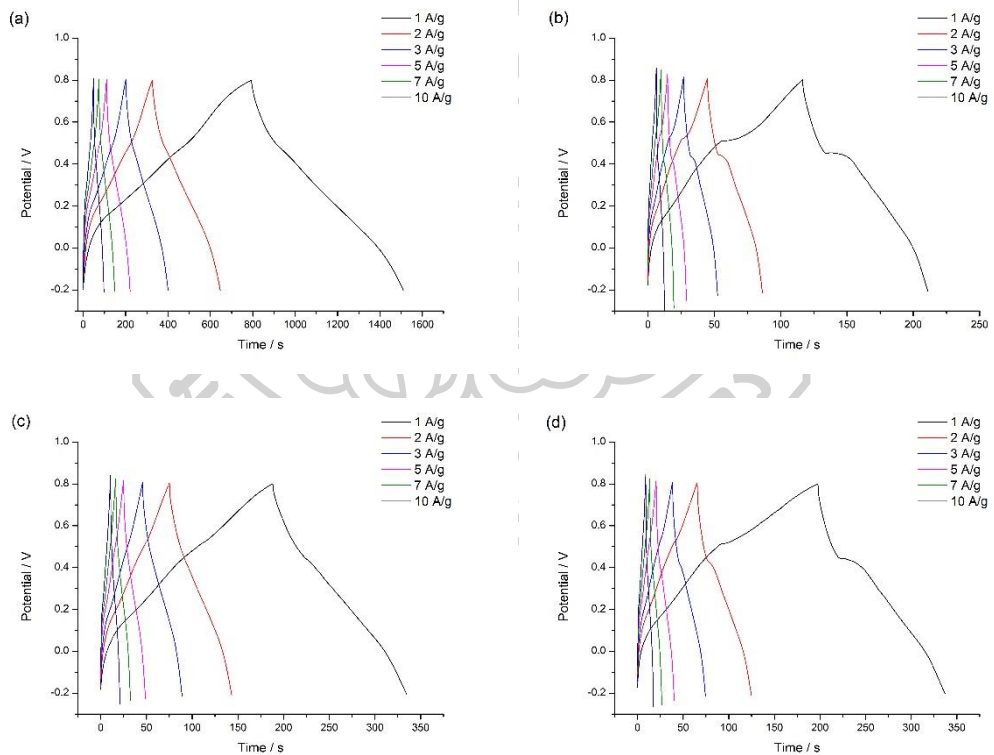 (a)
1 A/g
2 A/g
3 A/g
5 A/g
7 A/g
10 A/g
1.0
0.8
0.6
0.4
0.2
0.0
-0.2
Potential / V
0 200 400 600 800 1000 1200 1400 1600
Time / s
(b)
1 A/g
2 A/g
3 A/g
5 A/g
7 A/g
10 A/g
1.0
0.8
0.6
0.4
0.2
0.0
-0.2
Potential / V
0 50 100 150 200 250
Time / s
(c)
1 A/g
2 A/g
3 A/g
5 A/g
7 A/g
10 A/g
1.0
0.8
0.6
0.4
0.2
0.0
-0.2
Potential / V
0 50 100 150 200 250 300 350
Time / s
(d)
1 A/g
2 A/g
3 A/g
5 A/g
7 A/g
10 A/g
1.0
0.8
0.6
0.4
0.2
0.0
-0.2
Potential / V
0 50 100 150 200 250 300 350
Time / s